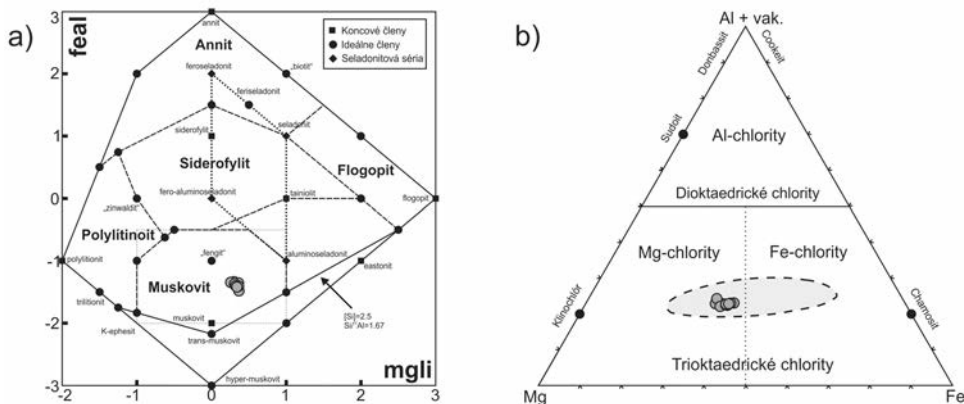 a)
feal
3
2
1
0
-1
-2
-3
-2
-1
0
1
2
3
mgli
■ Koncové členy
● Ideálne členy
◆ Seladonitová séria
annit
Annit
feroseladonit
„biotit“
feriseladonit
siderofylit
seladonit
Siderofylit
Flogopit
fero-aluminoseladonit
tainiolit
„zinwaldit“
flogopit
Polylitinoit
polylitionit
„fengit“
aluminoseladonit
eastonit
Muskovit
trilitionit
muskovit
[Si]=2.5
Si/ᴵⱽAl=1.67
K-ephesit
trans-muskovit
hyper-muskovit
b)
Al + vak.
Donbassit
Cookeit
Sudoit
Al-chlority
Dioktaedrické chlority
Mg-chlority
Fe-chlority
Klinochlór
Chamosit
Trioktaedrické chlority
Mg
Fe